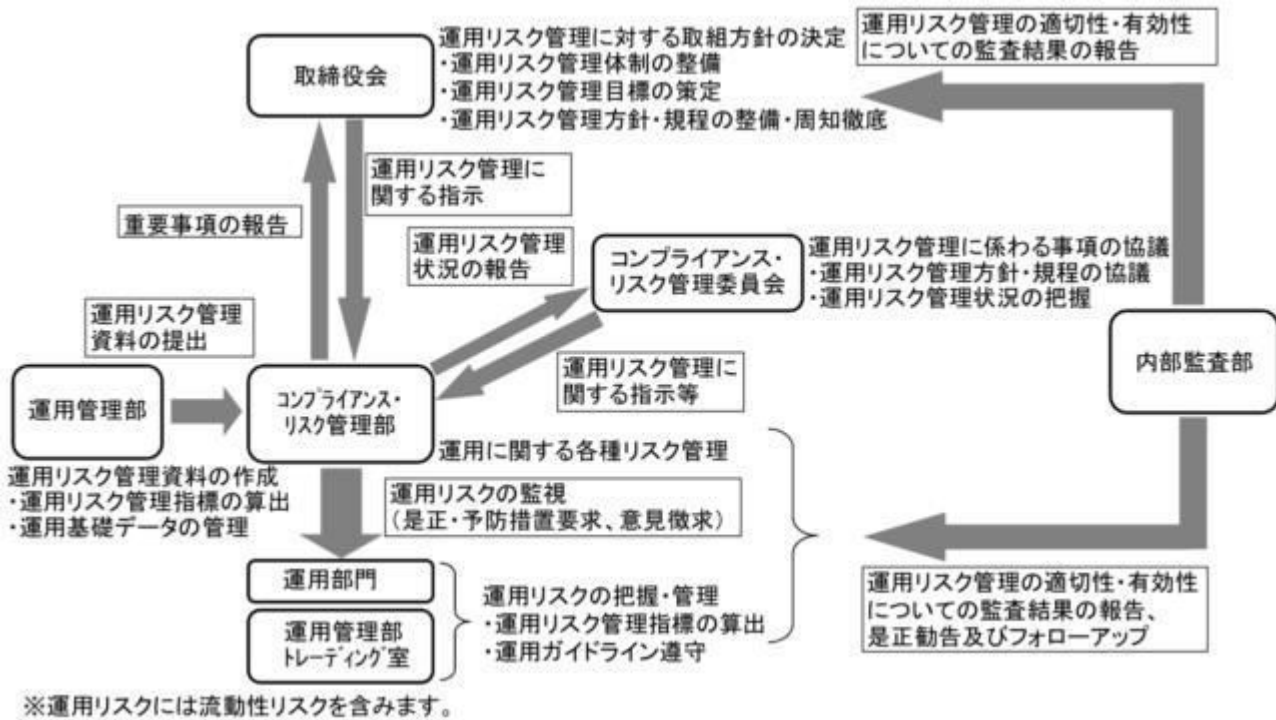 取締役会
運用リスク管理に対する取組方針の決定
・運用リスク管理体制の整備
・運用リスク管理目標の策定
・運用リスク管理方針・規程の整備・周知徹底
運用リスク管理の適切性・有効性
についての監査結果の報告
運用リスク管理に
関する指示
重要事項の報告
運用リスク管理
状況の報告
コンプライアンス・
リスク管理委員会
運用リスク管理に係わる事項の協議
・運用リスク管理方針・規程の協議
・運用リスク管理状況の把握
運用リスク管理
資料の提出
運用リスク管理に
関する指示等
内部監査部
運用管理部
コンプライアンス・
リスク管理部
運用に関する各種リスク管理
運用リスク管理資料の作成
・運用リスク管理指標の算出
・運用基礎データの管理
運用リスクの監視
(是正・予防措置要求、意見徴求)
運用部門
運用管理部
トレーディング室
運用リスクの把握・管理
・運用リスク管理指標の算出
・運用ガイドライン遵守
運用リスク管理の適切性・有効性
についての監査結果の報告、
是正勧告及びフォローアップ
※運用リスクには流動性リスクを含みます。